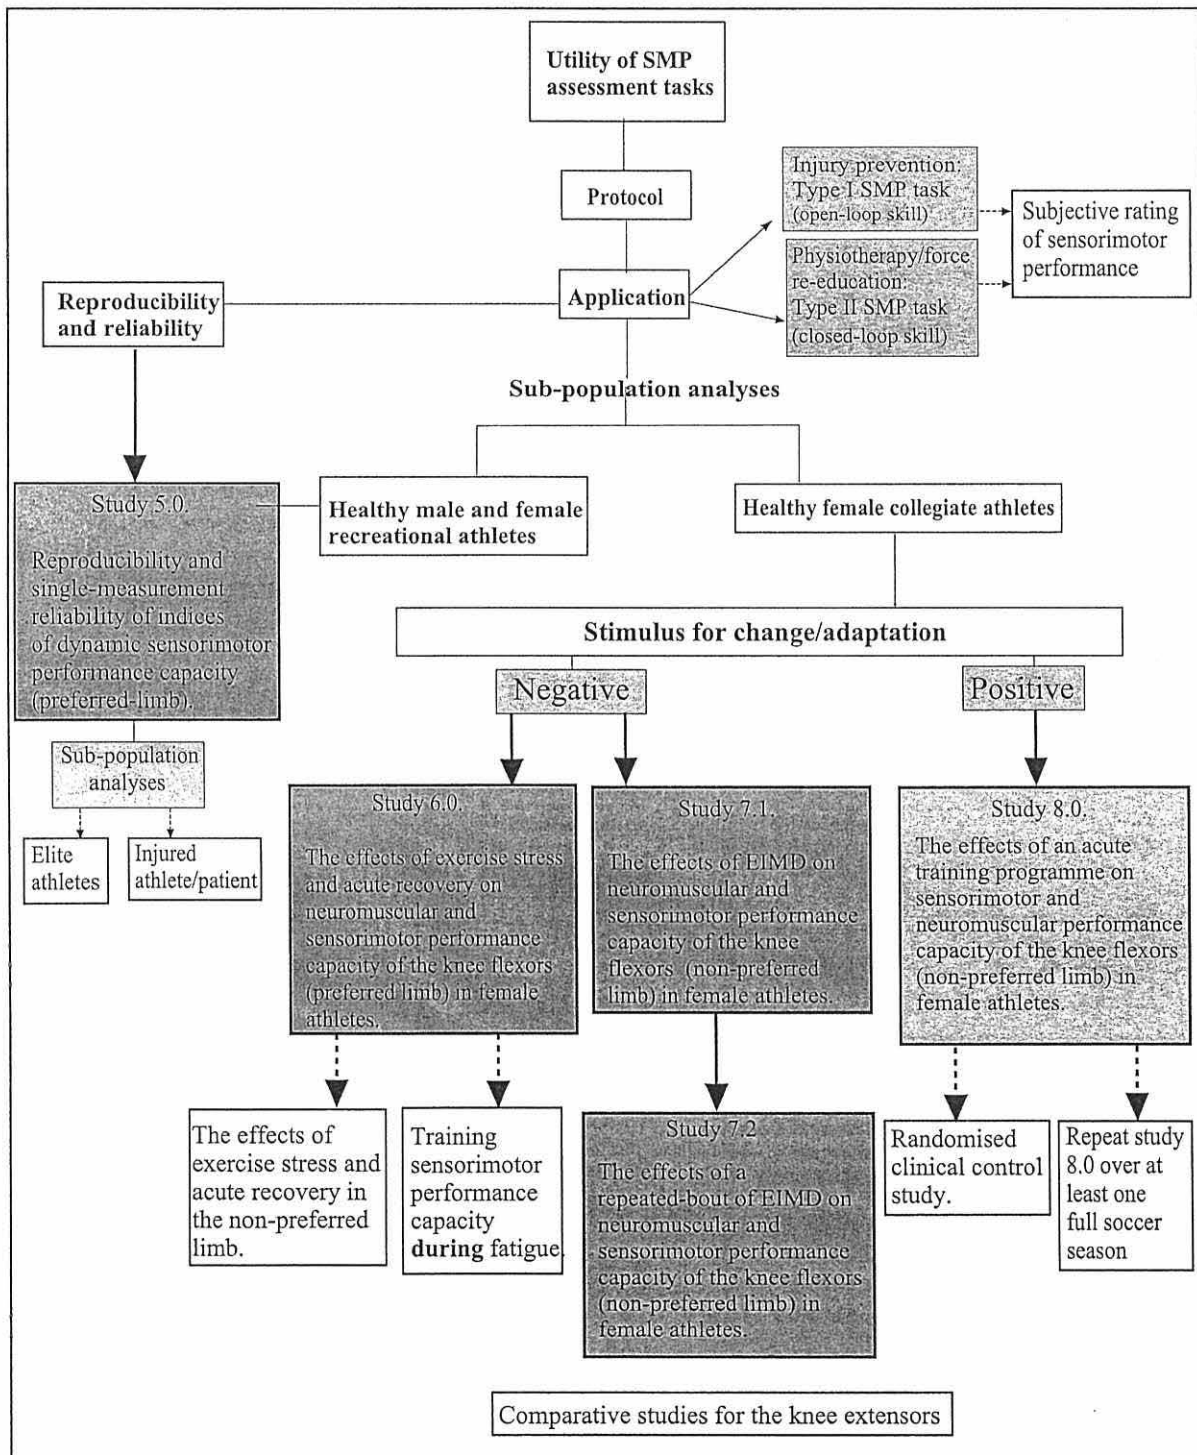 Utility of SMP
assessment tasks
Protocol
Application
Injury prevention:
Type I SMP task
(open-loop skill)
Physiotherapy/force
re-education:
Type II SMP task
(closed-loop skill)
Subjective rating
of sensorimotor
performance
Reproducibility
and reliability
Sub-population analyses
Study 5.0.
Reproducibility and
single-measurement
reliability of indices
of dynamic sensorimotor
performance capacity
(preferred-limb).
Healthy male and female
recreational athletes
Healthy female collegiate athletes
Stimulus for change/adaptation
Negative
Positive
Sub-population
analyses
Elite
athletes
Injured
athlete/patient
Study 6.0.
The effects of exercise stress
and acute recovery on
neuromuscular and
sensorimotor performance
capacity of the knee flexors
(preferred limb) in female
athletes.
Study 7.1.
The effects of EIMD on
neuromuscular and
sensorimotor performance
capacity of the knee
flexors (non-preferred
limb) in female athletes.
Study 8.0.
The effects of an acute
training programme on
sensorimotor and
neuromuscular performance
capacity of the knee flexors
(non-preferred limb) in
female athletes.
The effects of
exercise stress and
acute recovery in
the non-preferred
limb.
Training
sensorimotor
performance
capacity
during fatigue.
Study 7.2
The effects of a
repeated-bout of EIMD on
neuromuscular and
sensorimotor performance
capacity of the knee flexors
(non-preferred limb) in
female athletes.
Randomised
clinical control
study.
Repeat study
8.0 over at
least one
full soccer
season
Comparative studies for the knee extensors